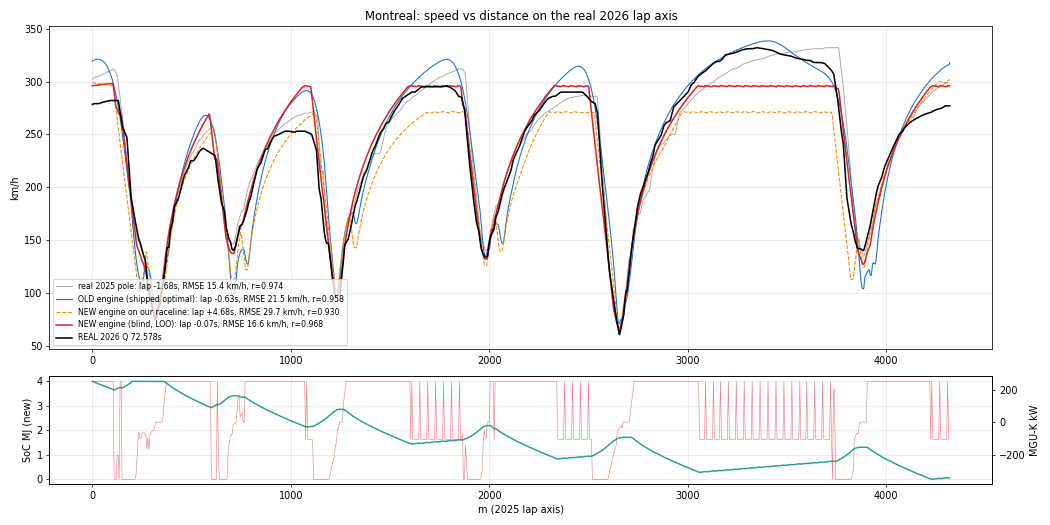 Montreal: speed vs distance on the real 2026 lap axis
350
300
250
200
150
100
50
km/h
real 2025 pole: lap -1.68s, RMSE 15.4 km/h, r=0.974
OLD engine (shipped optimal): lap -0.63s, RMSE 21.5 km/h, r=0.958
NEW engine on our raceline: lap +4.68s, RMSE 29.7 km/h, r=0.930
NEW engine (blind, LOO): lap -0.07s, RMSE 16.6 km/h, r=0.968
REAL 2026 Q 72.578s
0
1000
2000
3000
4000
4
3
2
1
0
SoC MJ (new)
200
0
−200
MGU-K kW
0
1000
2000
3000
4000
m (2025 lap axis)